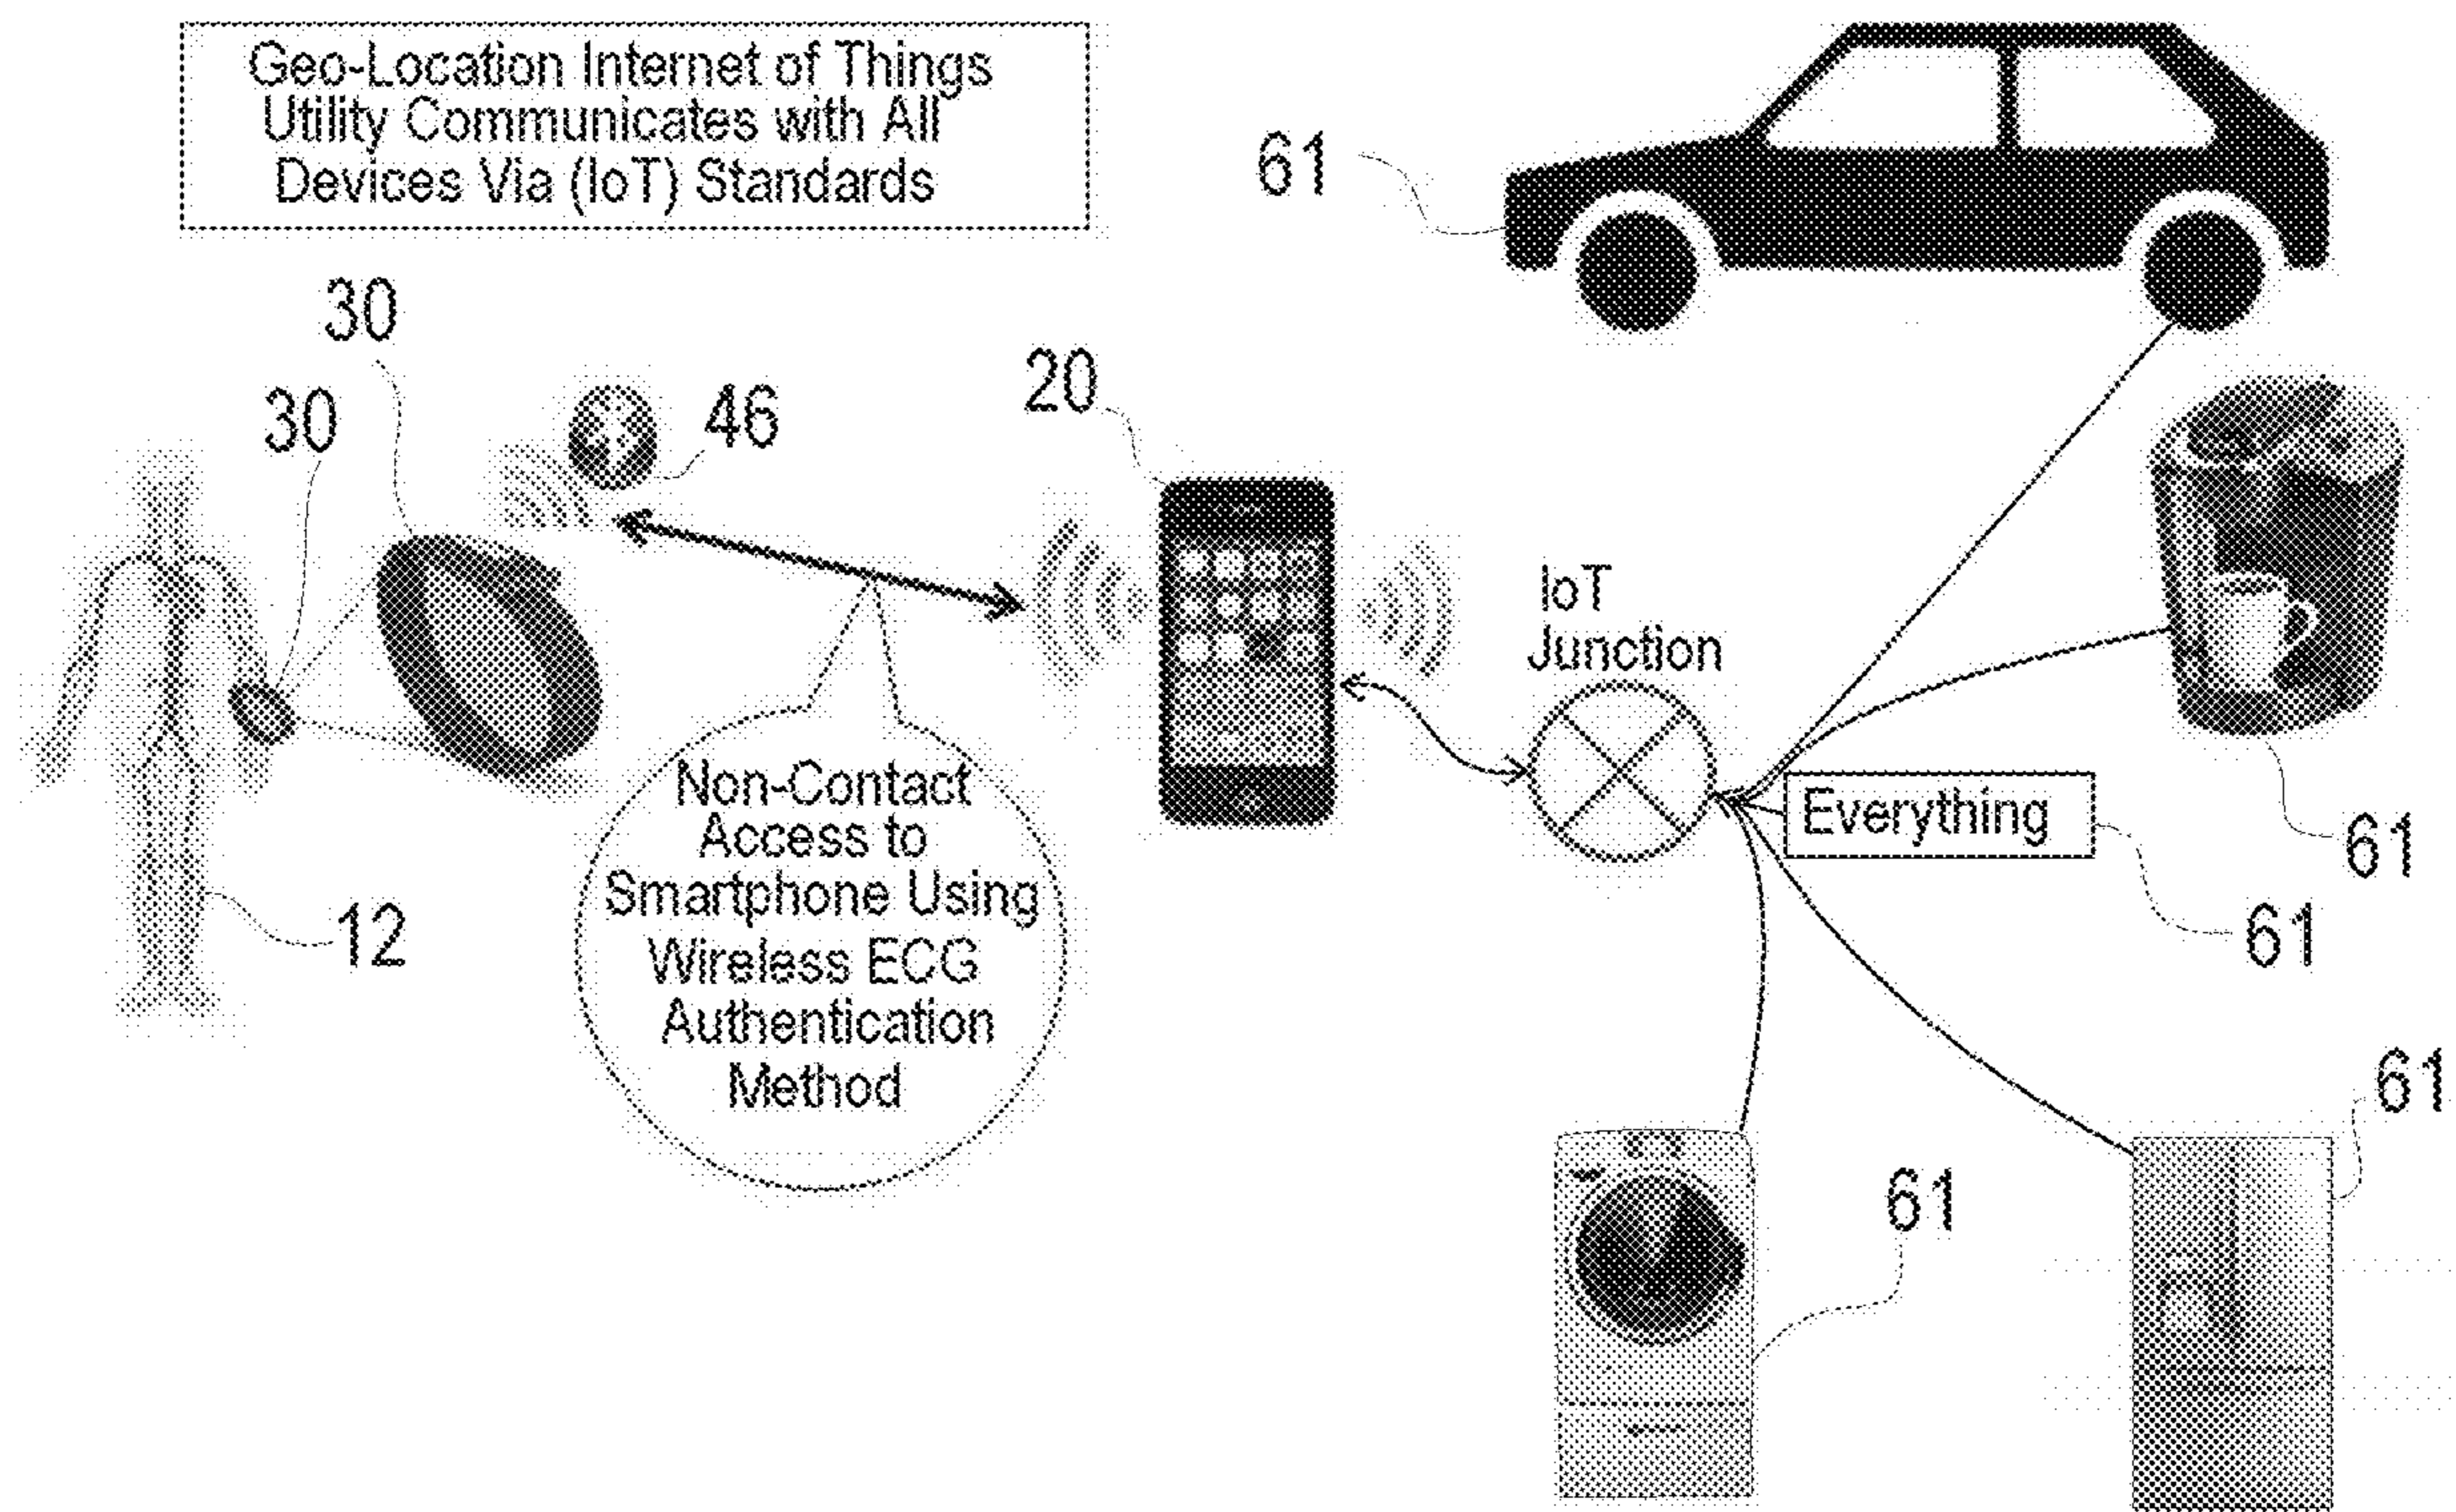 Geo-Location Internet of Things
Utility Communicates with All
Devices Via (IoT) Standards
61
30
30
46
20
IoT
Junction
Non-Contact
Access to
Smartphone Using
Wireless ECG
Authentication
Method
Everything
61
61
12
61
61